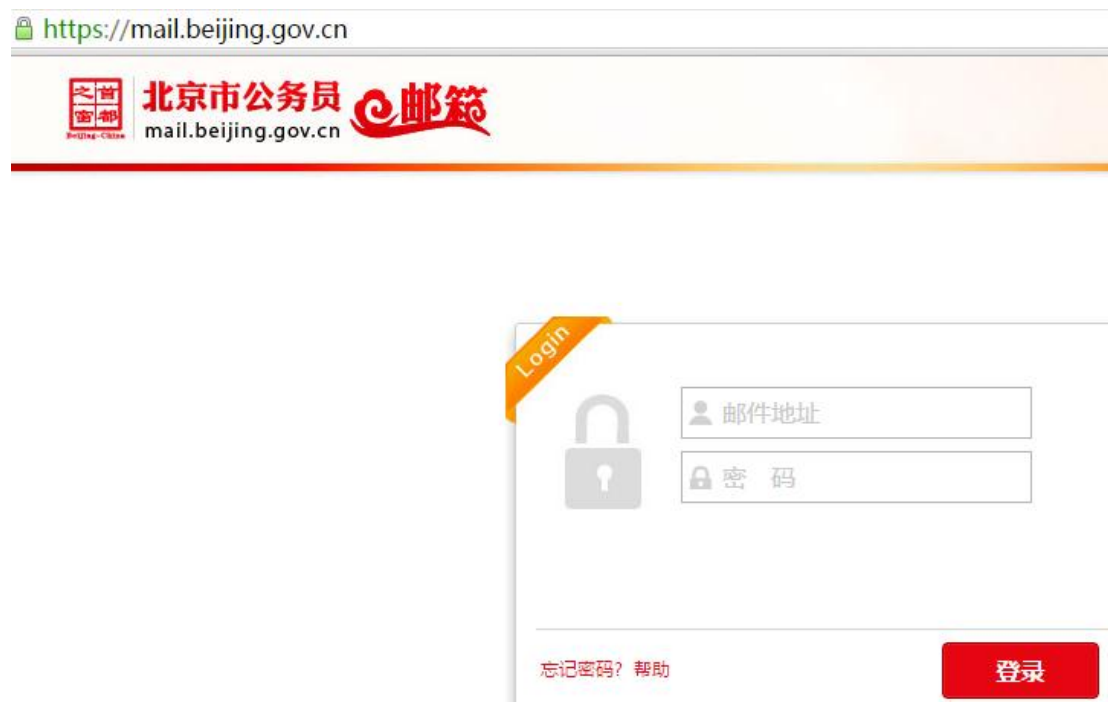 https://mail.beijing.gov.cn
首都之窗
Beijing-China
北京市公务员 e邮箱
mail.beijing.gov.cn
Login
邮件地址
密 码
忘记密码? 帮助
登录